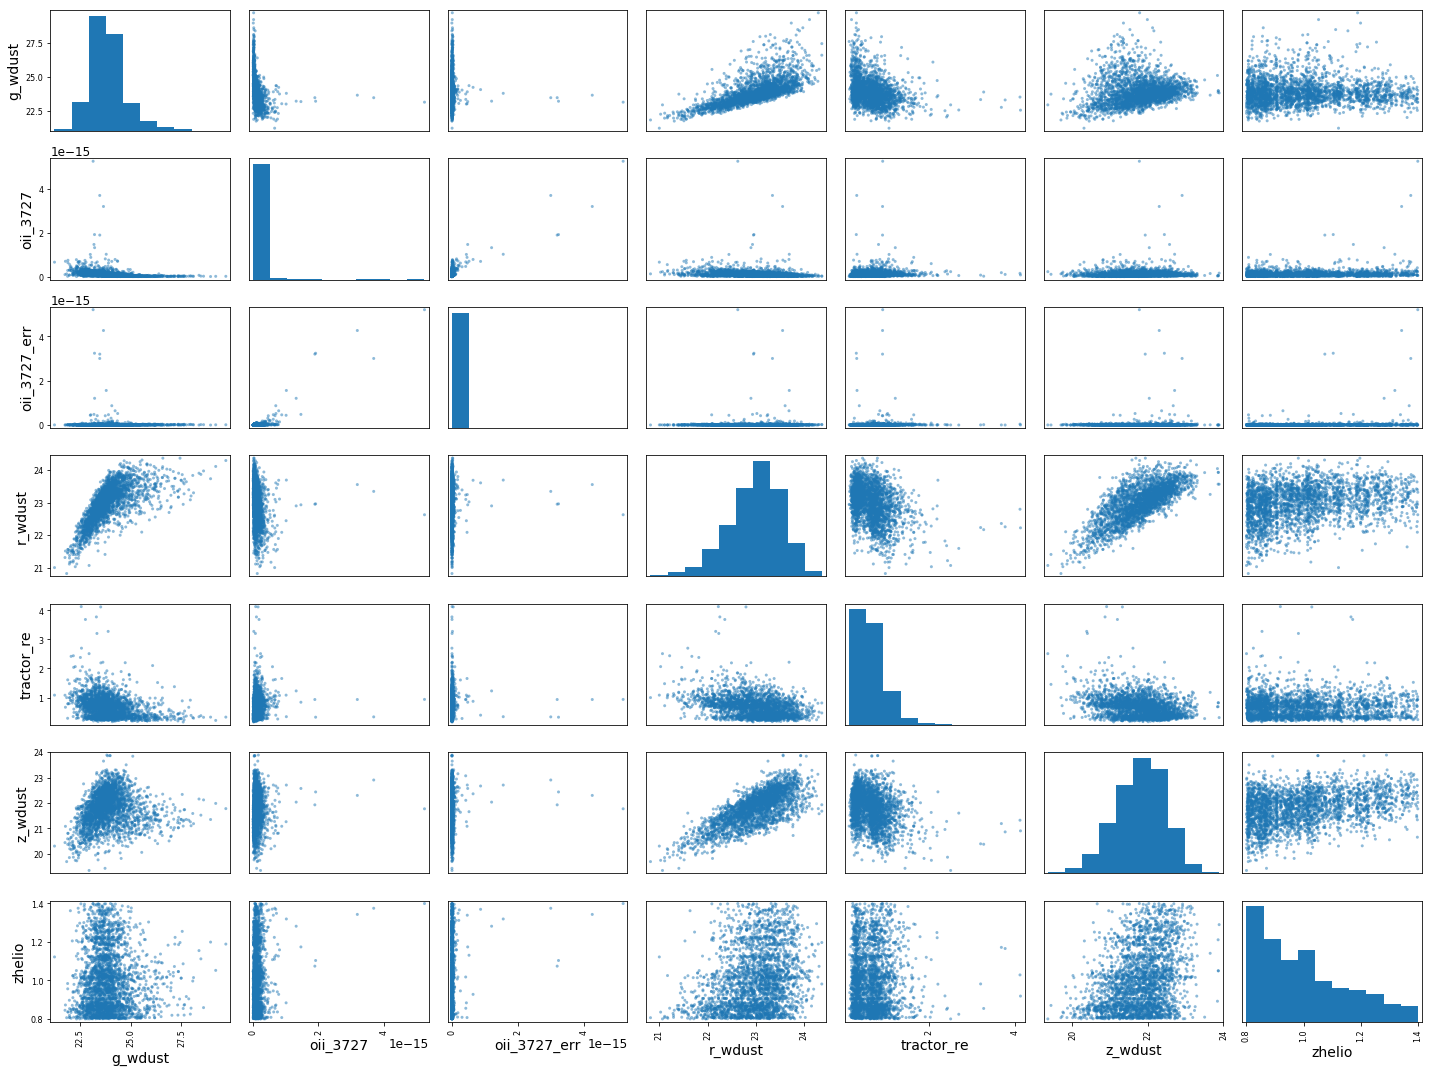 g_wdust
27.5
25.0
22.5
1e−15
oii_3727
4
2
0
1e−15
oii_3727_err
4
2
0
r_wdust
24
23
22
21
tractor_re
4
3
2
1
z_wdust
24
23
22
21
20
zhelio
1.4
1.2
1.0
0.8
22.5 25.0 27.5 0 2 4 0 2 4 21 22 23 24 2 4 20 22 24 0.8 1.0 1.2 1.4
1e−15 1e−15
g_wdust oii_3727 oii_3727_err r_wdust tractor_re z_wdust zhelio